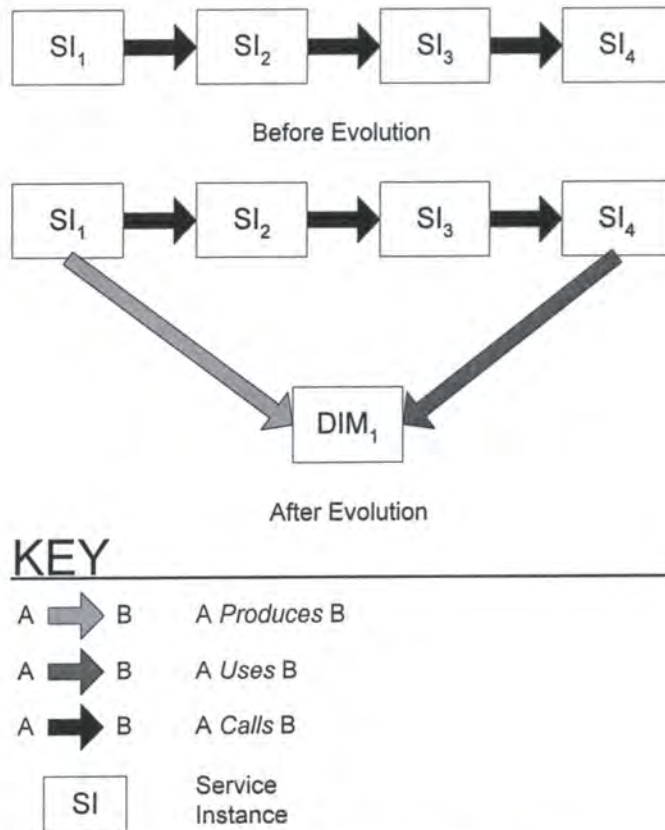 SI₁ SI₂ SI₃ SI₄
Before Evolution
SI₁ SI₂ SI₃ SI₄
DIM₁
After Evolution
KEY
A B A Produces B
A B A Uses B
A B A Calls B
SI Service
Instance